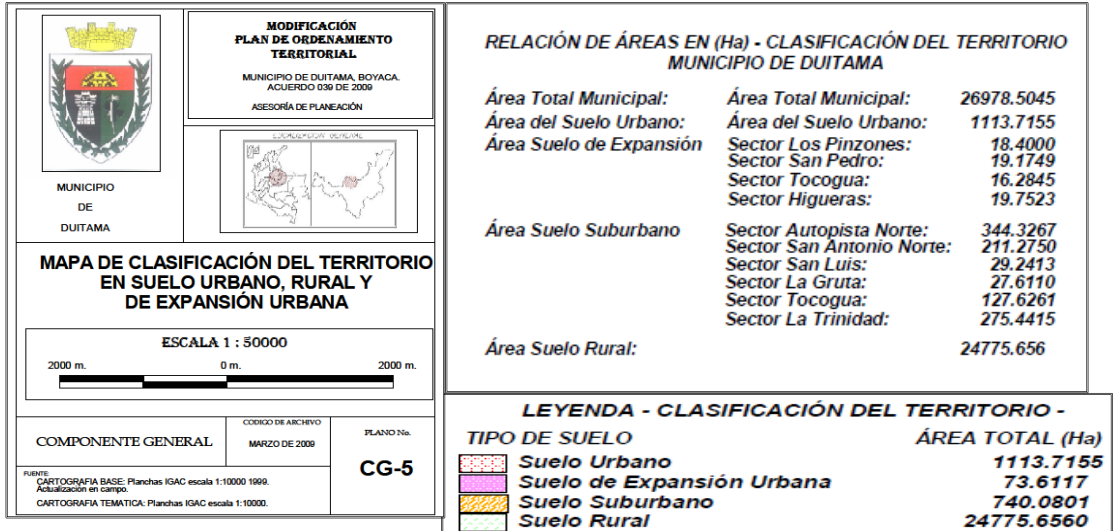 MODIFICACIÓN
PLAN DE ORDENAMIENTO
TERRITORIAL
MUNICIPIO DE DUITAMA, BOYACA.
ACUERDO 039 DE 2009
ASESORÍA DE PLANEACIÓN
LOCALIZACION GENERAL
MUNICIPIO
DE
DUITAMA
MAPA DE CLASIFICACIÓN DEL TERRITORIO
EN SUELO URBANO, RURAL Y
DE EXPANSIÓN URBANA
ESCALA 1 : 50000
2000 m. 0 m. 2000 m.
COMPONENTE GENERAL
CODIGO DE ARCHIVO
MARZO DE 2009
PLANO No.
CG-5
FUENTE:
CARTOGRAFIA BASE: Planchas IGAC escala 1:10000 1999.
Actualización en campo.
CARTOGRAFIA TEMATICA: Planchas IGAC escala 1:10000.
RELACIÓN DE ÁREAS EN (Ha) - CLASIFICACIÓN DEL TERRITORIO
MUNICIPIO DE DUITAMA
Área Total Municipal: Área Total Municipal: 26978.5045
Área del Suelo Urbano: Área del Suelo Urbano: 1113.7155
Área Suelo de Expansión Sector Los Pinzones: 18.4000
Sector San Pedro: 19.1749
Sector Tocogua: 16.2845
Sector Higueras: 19.7523
Área Suelo Suburbano Sector Autopista Norte: 344.3267
Sector San Antonio Norte: 211.2750
Sector San Luis: 29.2413
Sector La Gruta: 27.6110
Sector Tocogua: 127.6261
Sector La Trinidad: 275.4415
Área Suelo Rural: 24775.656
LEYENDA - CLASIFICACIÓN DEL TERRITORIO -
TIPO DE SUELO ÁREA TOTAL (Ha)
Suelo Urbano 1113.7155
Suelo de Expansión Urbana 73.6117
Suelo Suburbano 740.0801
Suelo Rural 24775.6560